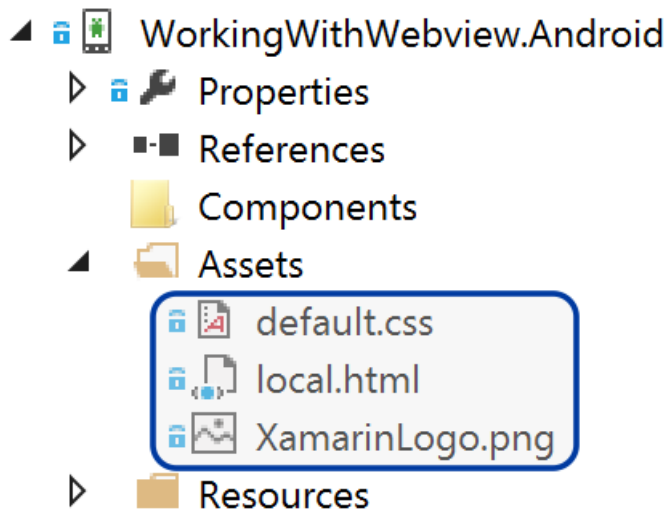 WorkingWithWebview.Android
Properties
References
Components
Assets
default.css
local.html
XamarinLogo.png
Resources